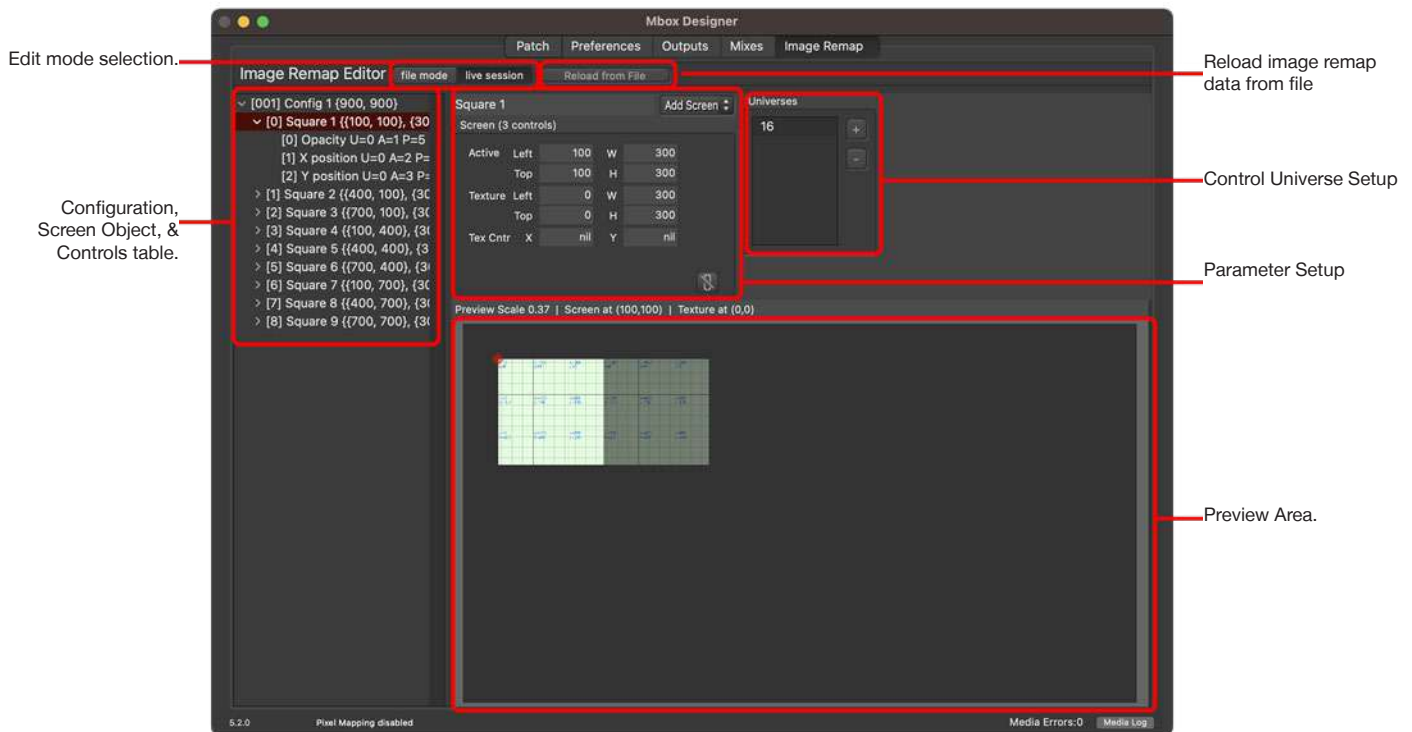 Mbox Designer
Patch Preferences Outputs Mixes Image Remap
Edit mode selection.
Image Remap Editor file mode live session Reload from File
Reload image remap
data from file
[001] Config 1 {900, 900}
[0] Square 1 {{100, 100}, {30
[0] Opacity U=0 A=1 P=5
[1] X position U=0 A=2 P=
[2] Y position U=0 A=3 P=
[1] Square 2 {{400, 100}, {30
[2] Square 3 {{700, 100}, {30
[3] Square 4 {{100, 400}, {30
[4] Square 5 {{400, 400}, {3
[5] Square 6 {{700, 400}, {3
[6] Square 7 {{100, 700}, {30
[7] Square 8 {{400, 700}, {30
[8] Square 9 {{700, 700}, {30
Configuration,
Screen Object, &
Controls table.
Square 1 Add Screen
Screen (3 controls)
Active Left 100 W 300
Top 100 H 300
Texture Left 0 W 300
Top 0 H 300
Tex Cntr X nil Y nil
Universes
16
+
-
Control Universe Setup
Parameter Setup
Preview Scale 0.37 | Screen at (100,100) | Texture at (0,0)
Preview Area.
5.2.0 Pixel Mapping disabled Media Errors:0 Media Log